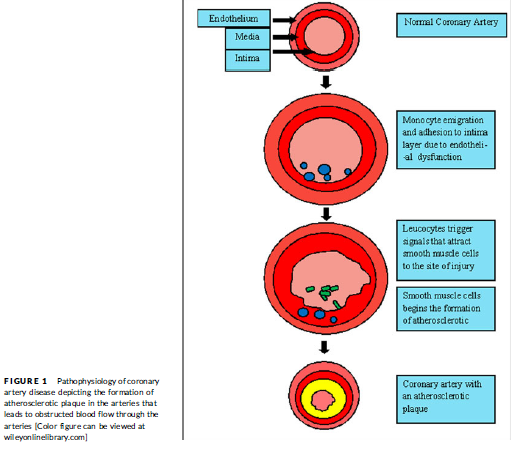 Endothelium
Media
Intima
Normal Coronary Artery
Monocyte emigration
and adhesion to intima
layer due to endotheli-
-al dysfunction
Leucocytes trigger
signals that attract
smooth muscle cells
to the site of injury
Smooth muscle cells
begins the formation
of atherosclerotic
Coronary artery with
an atherosclerotic
plaque
FIGURE 1 Pathophysiology of coronary
artery disease depicting the formation of
atherosclerotic plaque in the arteries that
leads to obstructed blood flow through the
arteries [Color figure can be viewed at
wileyonlinelibrary.com]